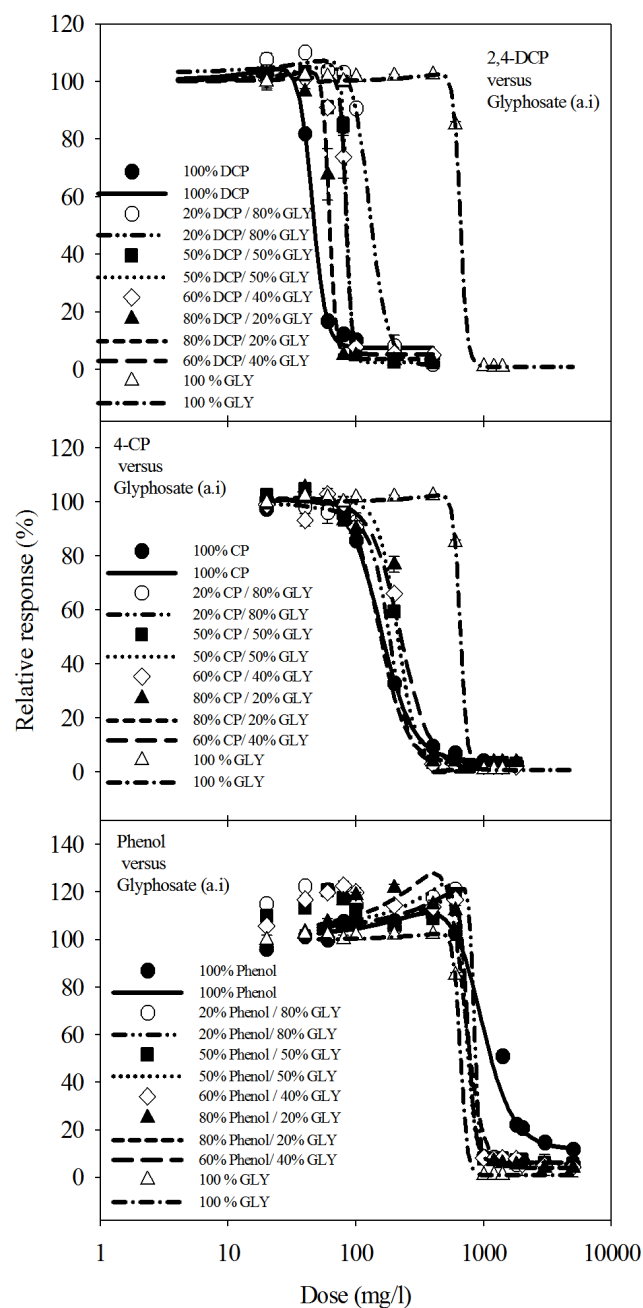 120
100
80
60
40
20
0
2,4-DCP
versus
Glyphosate (a.i)
100% DCP
100% DCP
20% DCP / 80% GLY
20% DCP/ 80% GLY
50% DCP / 50% GLY
50% DCP/ 50% GLY
60% DCP / 40% GLY
80% DCP / 20% GLY
80% DCP/ 20% GLY
60% DCP/ 40% GLY
100 % GLY
100 % GLY
Relative response (%)
120
100
80
60
40
20
0
4-CP
versus
Glyphosate (a.i)
100% CP
100% CP
20% CP / 80% GLY
20% CP/ 80% GLY
50% CP / 50% GLY
50% CP/ 50% GLY
60% CP / 40% GLY
80% CP / 20% GLY
80% CP/ 20% GLY
60% CP/ 40% GLY
100 % GLY
100 % GLY
140
120
100
80
60
40
20
0
Phenol
versus
Glyphosate (a.i)
100% Phenol
100% Phenol
20% Phenol / 80% GLY
20% Phenol/ 80% GLY
50% Phenol / 50% GLY
50% Phenol/ 50% GLY
60% Phenol / 40% GLY
80% Phenol / 20% GLY
80% Phenol/ 20% GLY
60% Phenol/ 40% GLY
100 % GLY
100 % GLY
1 10 100 1000 10000
Dose (mg/l)